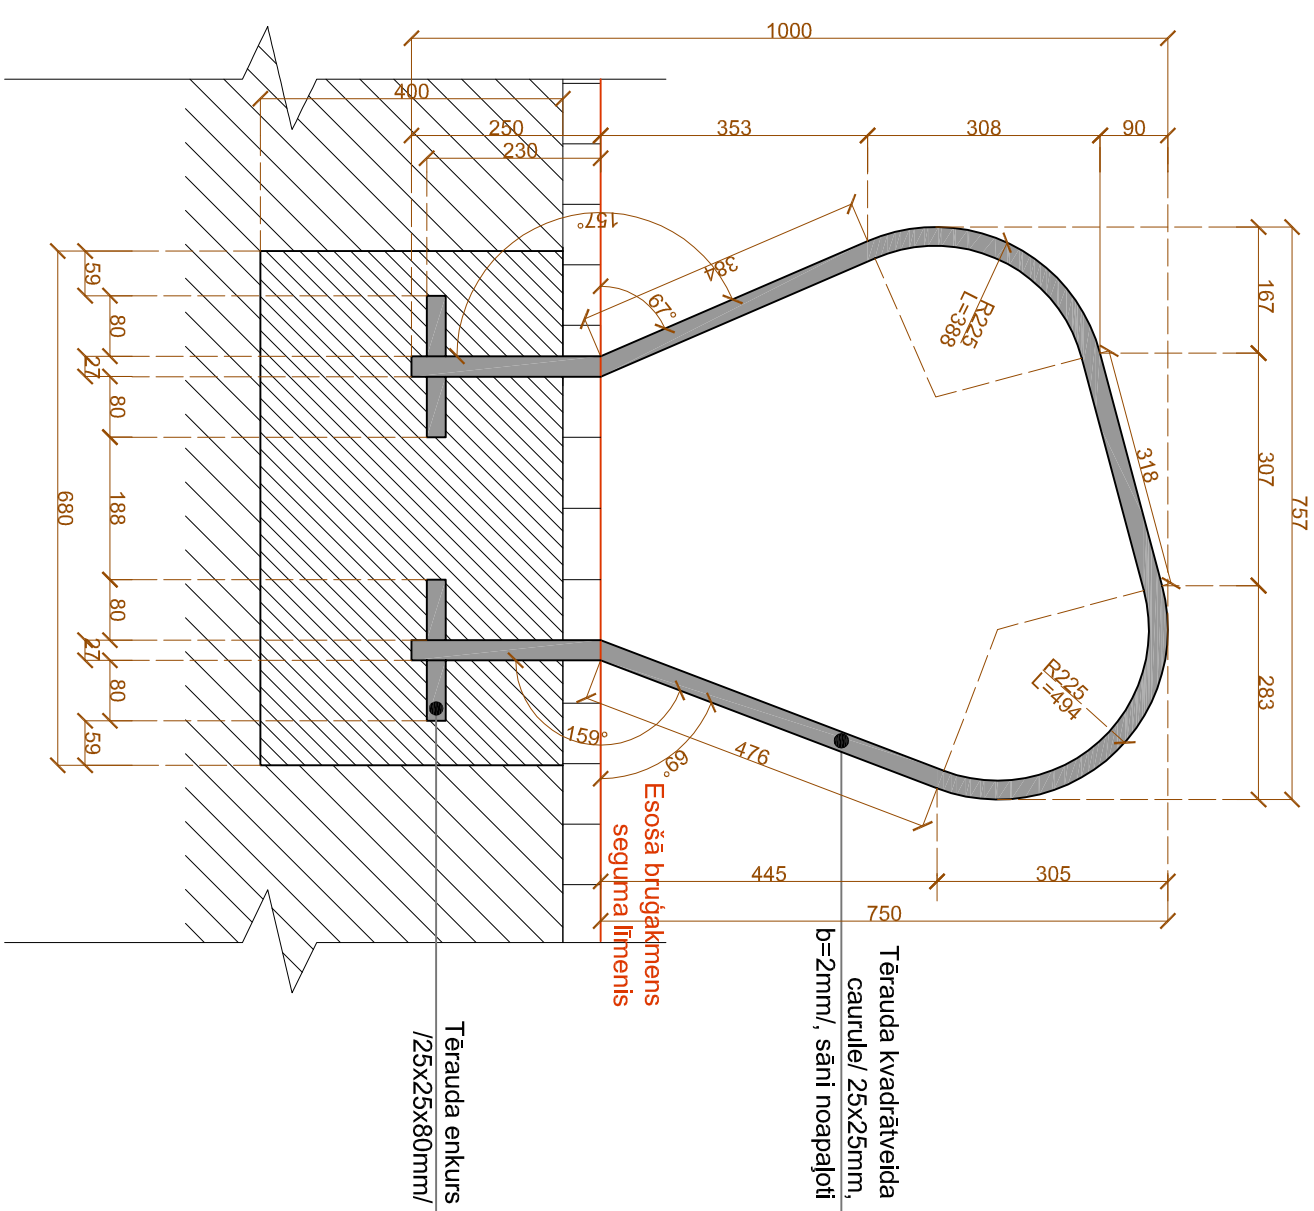 1000
400
250
353
308
90
230
157°
384
67°
R225
L=388
167
307
757
318
283
59
80
27
80
188
680
80
27
80
59
R225
L=494
159°
69°
476
445
305
750
Esošā bruģakmens
seguma līmenis
Tērauda kvadrātveida
caurule/ 25x25mm,
b=2mm/, sāni noapaļoti
Tērauda enkurs
/25x25x80mm/